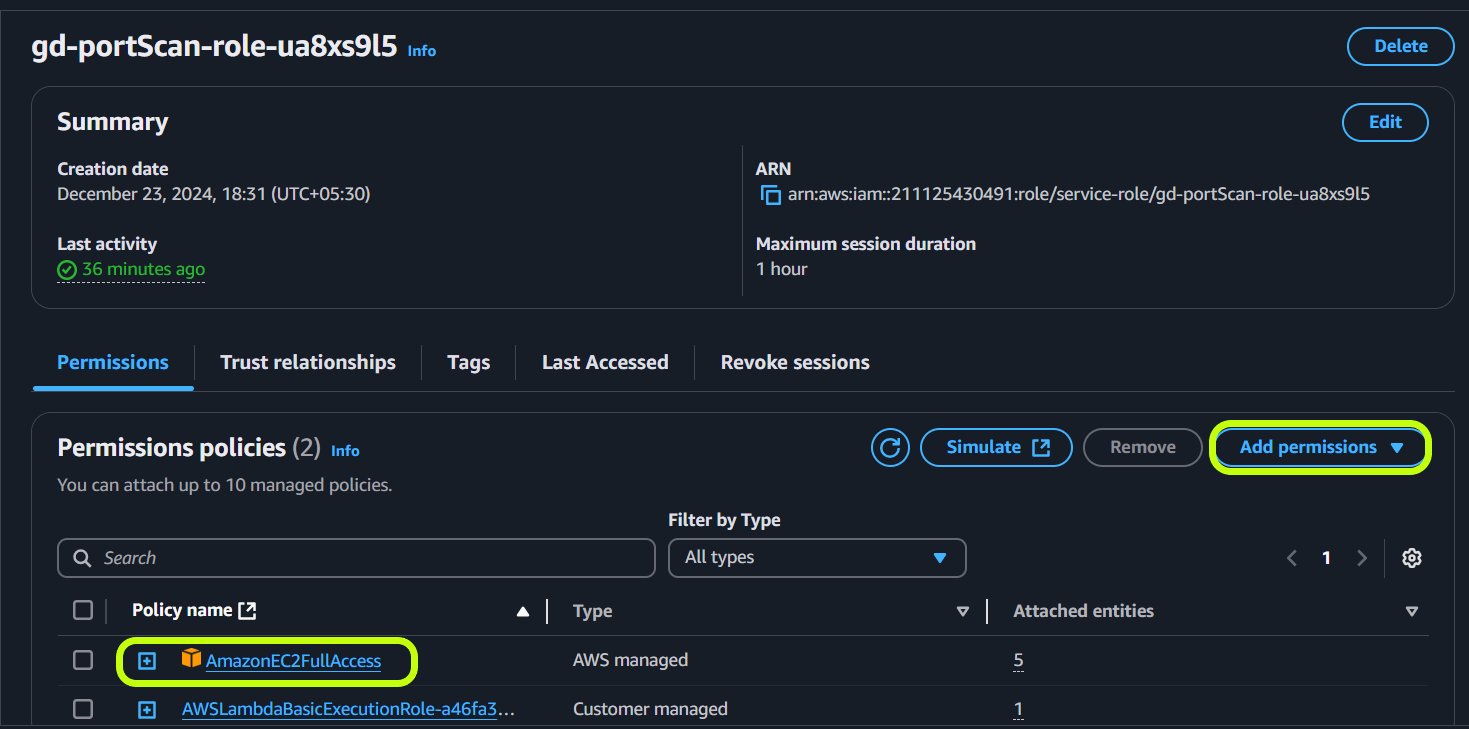 gd-portScan-role-ua8xs9l5 Info
Delete
Summary
Edit
Creation date
December 23, 2024, 18:31 (UTC+05:30)
ARN
arn:aws:iam::211125430491:role/service-role/gd-portScan-role-ua8xs9l5
Last activity
36 minutes ago
Maximum session duration
1 hour
Permissions
Trust relationships
Tags
Last Accessed
Revoke sessions
Permissions policies (2) Info
Simulate
Remove
Add permissions
You can attach up to 10 managed policies.
Filter by Type
Search
All types
1
Policy name
Type
Attached entities
AmazonEC2FullAccess
AWS managed
5
AWSLambdaBasicExecutionRole-a46fa3...
Customer managed
1